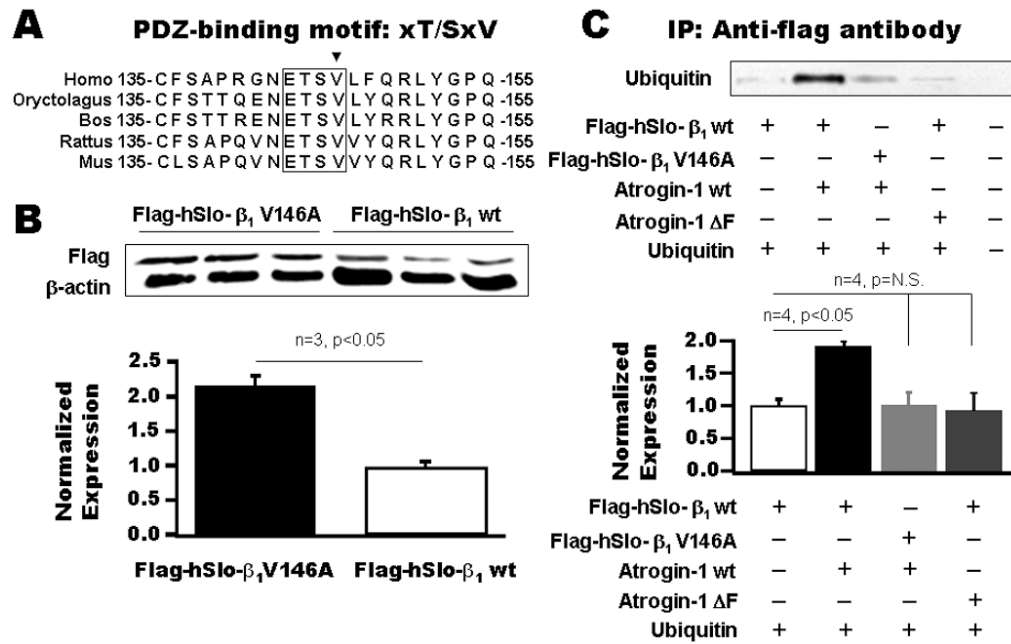 A
PDZ-binding motif: xT/SxV
Homo 135- C F S A P R G N E T S V L F Q R L Y G P Q -155
Oryctolagus 135- C F S T T Q E N E T S V L Y Q R L Y G P Q -155
Bos 135- C F S T T R E N E T S V L Y R R L Y G P Q -155
Rattus 135- C F S A P Q V N E T S V V Y Q R L Y G P Q -155
Mus 135- C L S A P Q V N E T S V V Y Q R L Y G P Q -155
B
Flag-hSlo-β1 V146A Flag-hSlo-β1 wt
Flag
β-actin
n=3, p<0.05
Normalized Expression
2.5
2.0
1.5
1.0
0.5
0.0
Flag-hSlo-β1V146A Flag-hSlo-β1 wt
C
IP: Anti-flag antibody
Ubiquitin
Flag-hSlo-β1 wt + + – + –
Flag-hSlo-β1 V146A – – + – –
Atrogin-1 wt – + + – –
Atrogin-1 ΔF – – – + –
Ubiquitin + + + + –
n=4, p=N.S.
n=4, p<0.05
Normalized Expression
2.0
1.5
1.0
0.5
0.0
Flag-hSlo-β1 wt + + – +
Flag-hSlo-β1 V146A – – + –
Atrogin-1 wt – + + –
Atrogin-1 ΔF – – – +
Ubiquitin + + + +